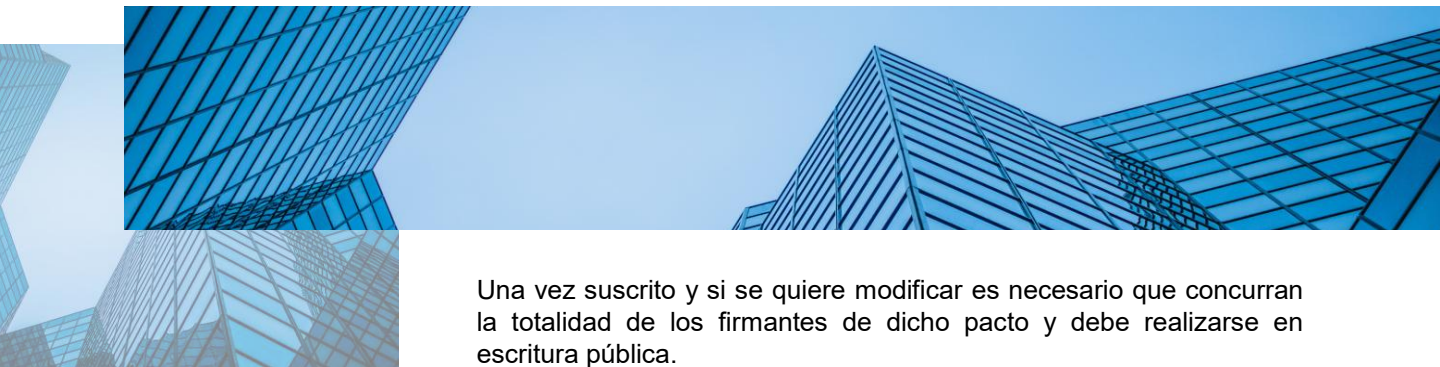 Una vez suscrito y si se quiere modificar es necesario que concurran
la totalidad de los firmantes de dicho pacto y debe realizarse en
escritura pública.